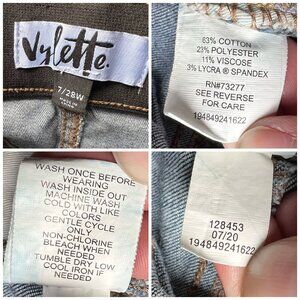 Vylette.
7/28W
63% COTTON
23% POLYESTER
11% VISCOSE
3% LYCRA ® SPANDEX
RN#73277
SEE REVERSE
FOR CARE
194849241622
WASH ONCE BEFORE
WEARING
WASH INSIDE OUT
MACHINE WASH
COLD WITH LIKE
COLORS
GENTLE CYCLE
ONLY
NON-CHLORINE
BLEACH WHEN
NEEDED
TUMBLE DRY LOW
COOL IRON IF
NEEDED
128453
07/20
194849241622